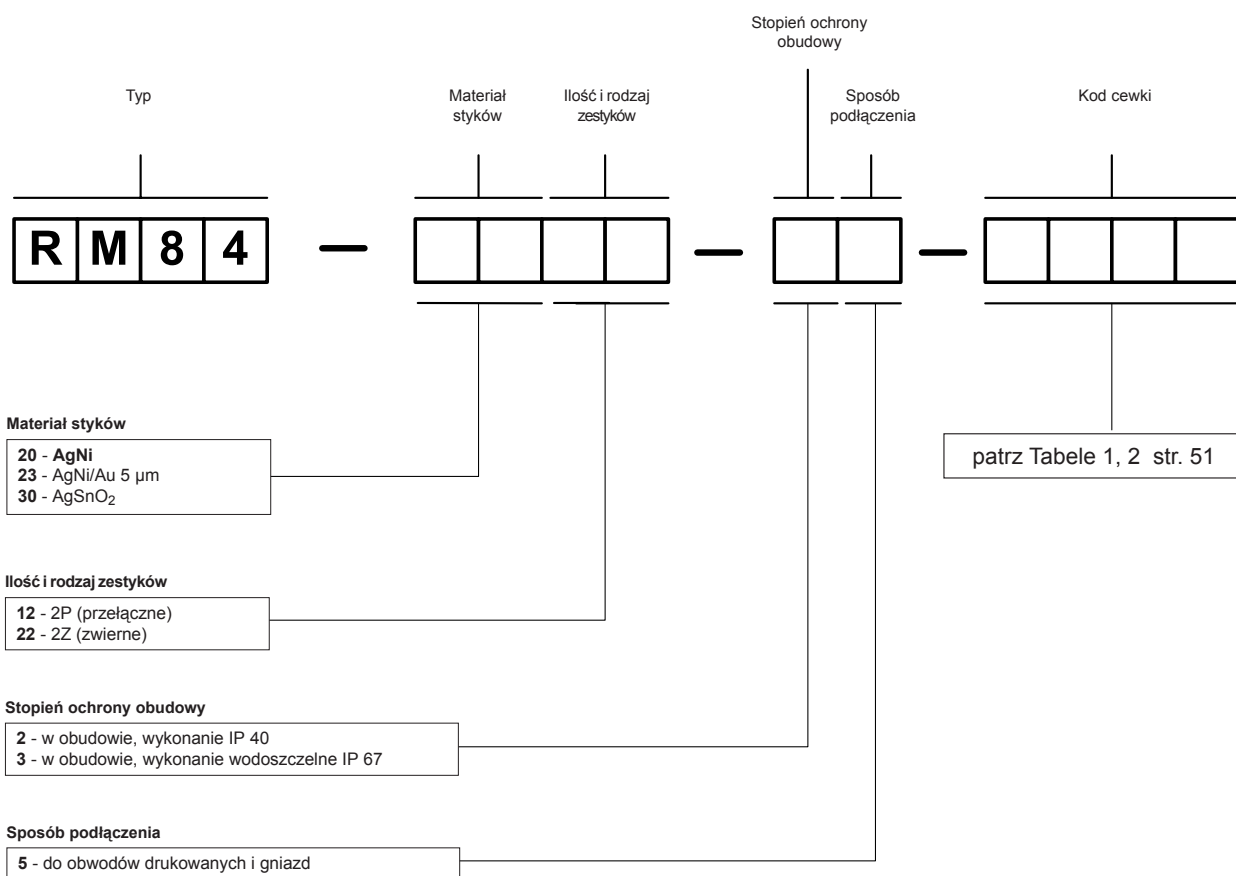 Stopień ochrony
obudowy
Typ
Materiał
styków
Ilość i rodzaj
zestyków
Sposób
podłączenia
Kod cewki
R M 8 4 — — —
Materiał styków
20 - AgNi
23 - AgNi/Au 5 µm
30 - AgSnO₂
patrz Tabele 1, 2 str. 51
Ilość i rodzaj zestyków
12 - 2P (przełączne)
22 - 2Z (zwierne)
Stopień ochrony obudowy
2 - w obudowie, wykonanie IP 40
3 - w obudowie, wykonanie wodoszczelne IP 67
Sposób podłączenia
5 - do obwodów drukowanych i gniazd